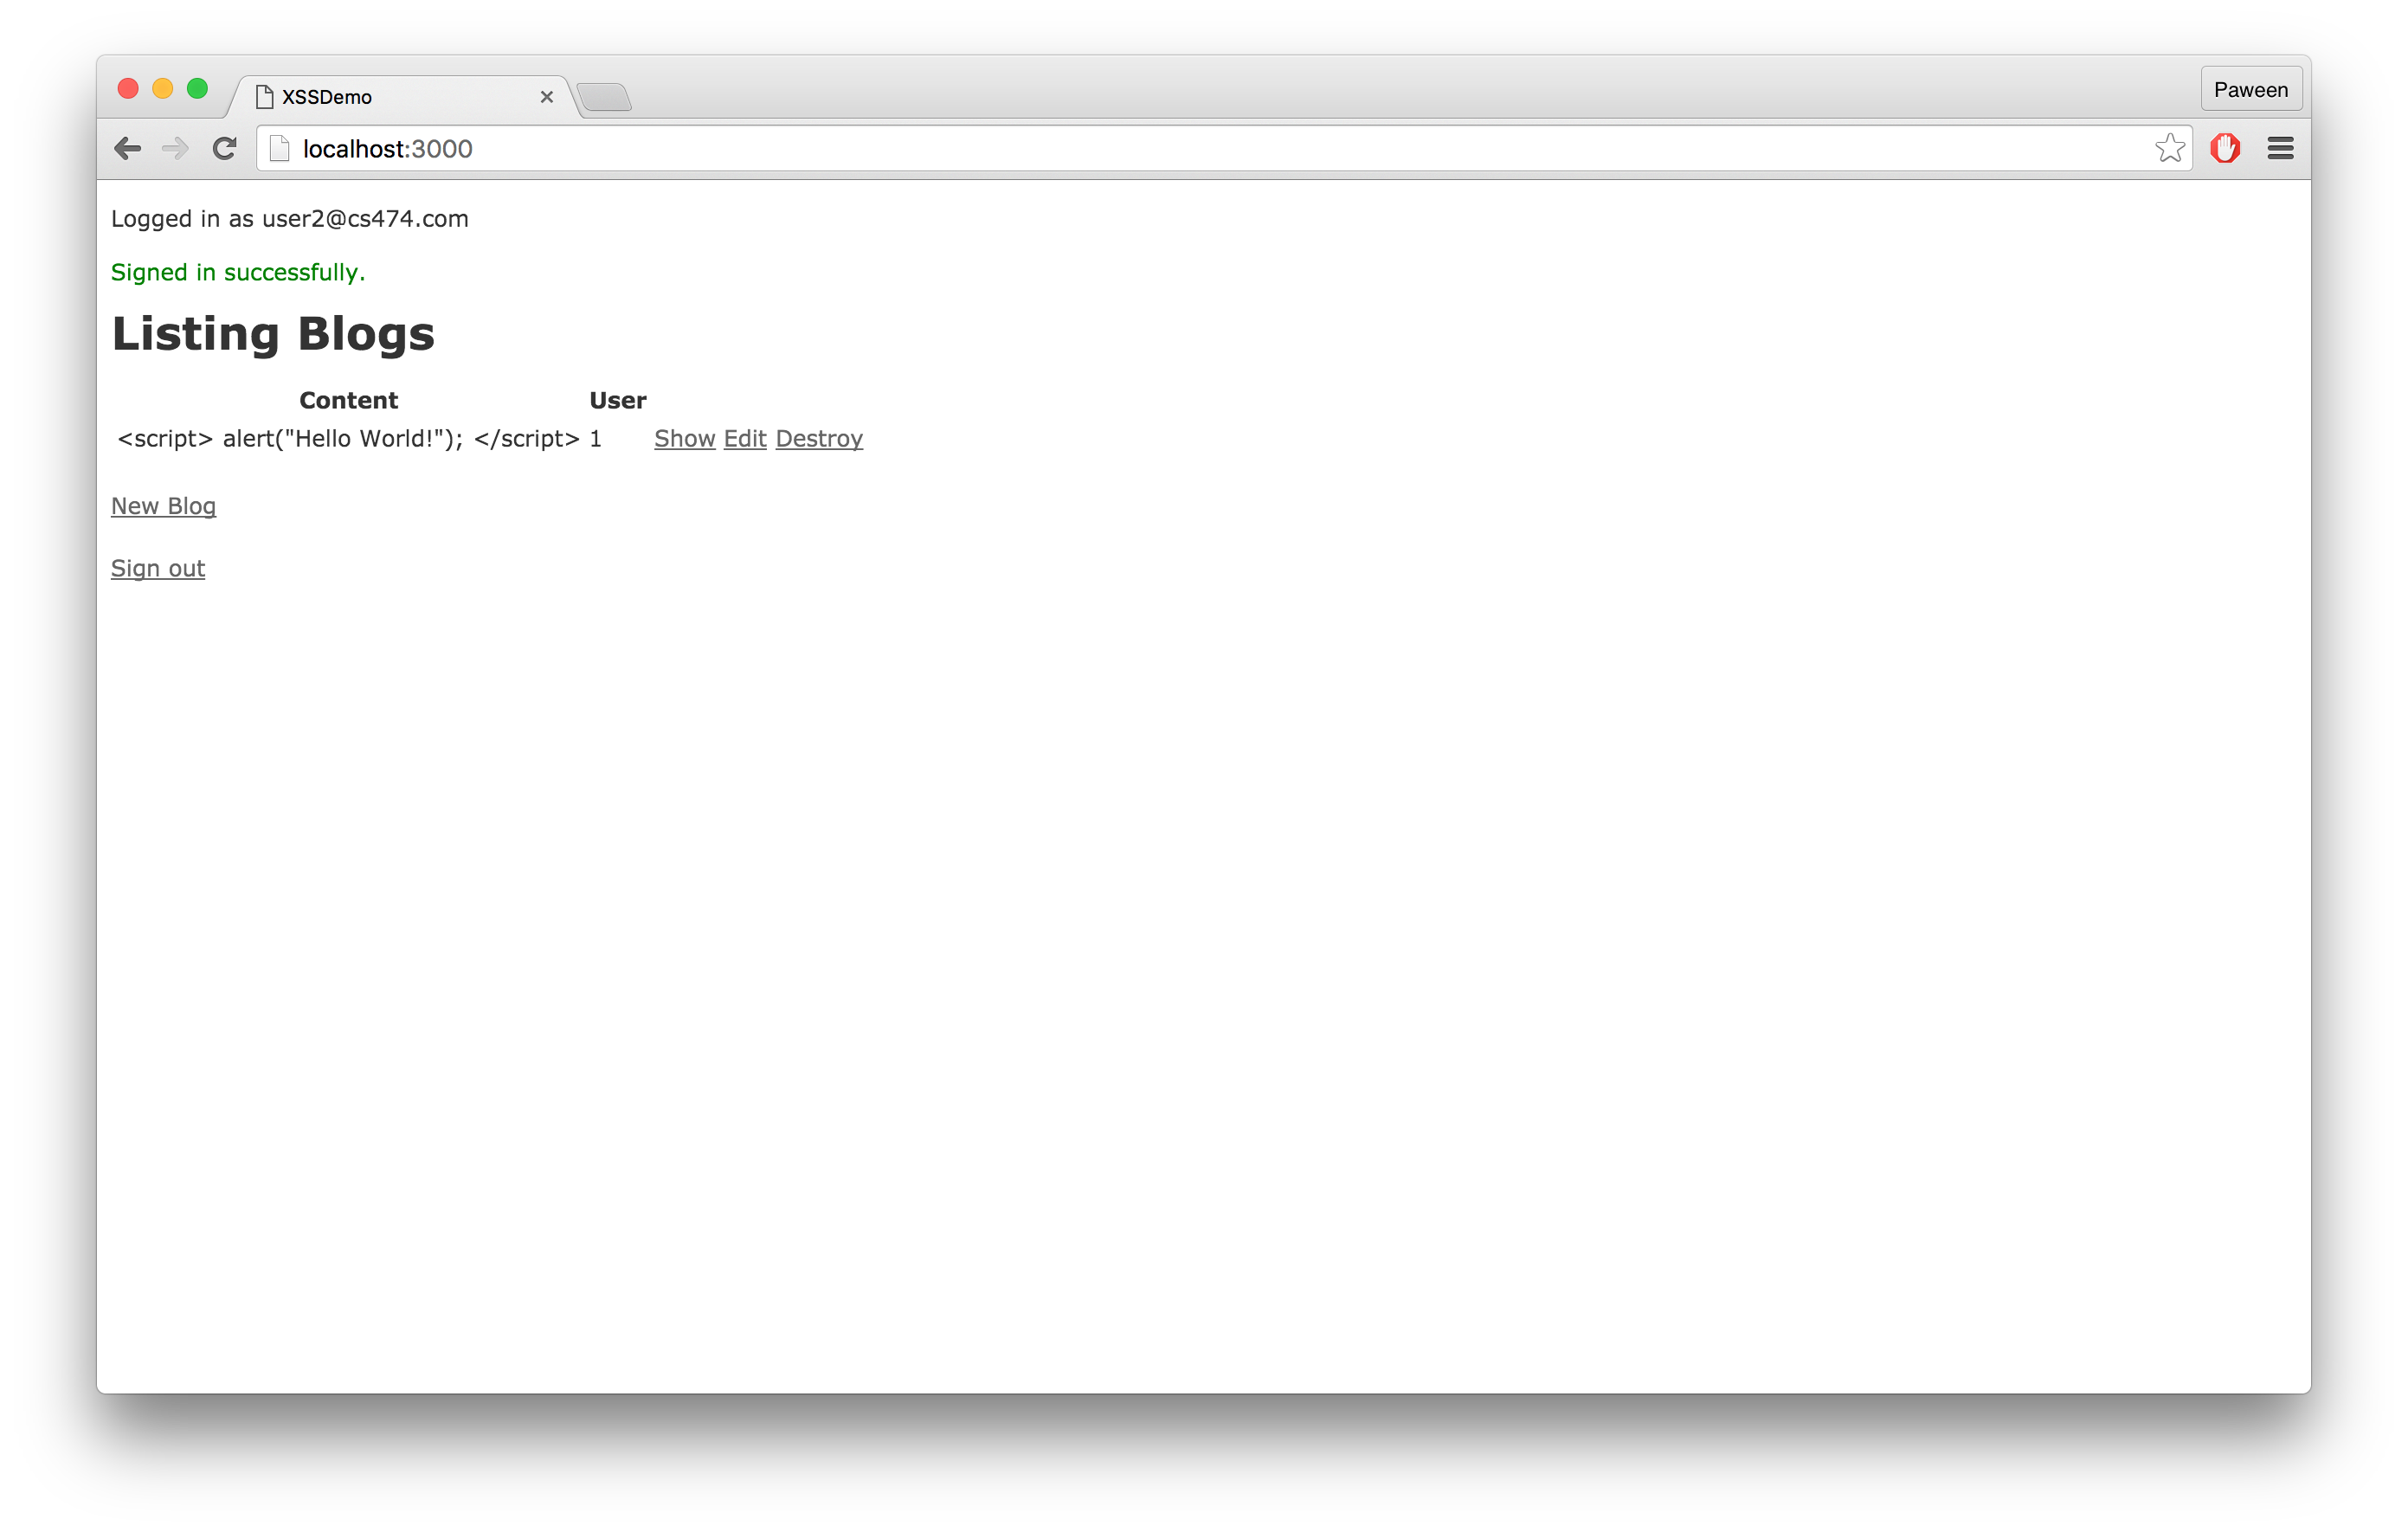 XSSDemo
Paween
localhost:3000
Logged in as user2@cs474.com
Signed in successfully.
Listing Blogs
Content User
<script> alert("Hello World!"); </script> 1 Show Edit Destroy
New Blog
Sign out